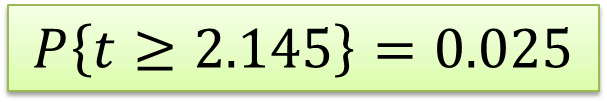 P{t ≥ 2.145} = 0.025